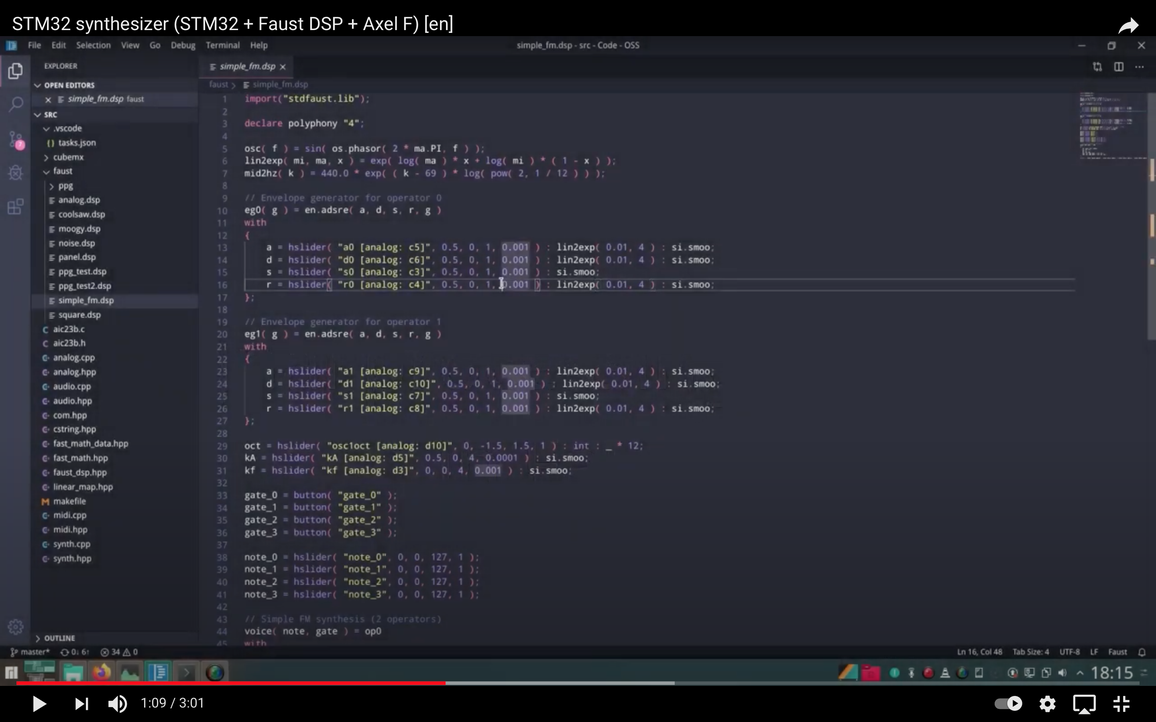 STM32 synthesizer (STM32 + Faust DSP + Axel F) [en]
File Edit Selection View Go Debug Terminal Help
simple_fm.dsp - src - Code - OSS
EXPLORER
OPEN EDITORS
simple_fm.dsp faust
SRC
.vscode
tasks.json
cubemx
faust
ppg
analog.dsp
coolsaw.dsp
moogy.dsp
noise.dsp
panel.dsp
ppg_test.dsp
ppg_test2.dsp
simple_fm.dsp
square.dsp
aic23b.c
aic23b.h
analog.cpp
analog.hpp
audio.cpp
audio.hpp
com.hpp
cstring.hpp
fast_math_data.hpp
fast_math.hpp
faust_dsp.hpp
linear_map.hpp
makefile
midi.cpp
midi.hpp
synth.cpp
synth.hpp
OUTLINE
simple_fm.dsp
faust > simple_fm.dsp
1 import("stdfaust.lib");
2
3 declare polyphony "4";
4
5 osc( f ) = sin( os.phasor( 2 * ma.PI, f ) );
6 lin2exp( mi, ma, x ) = exp( log( ma ) * x + log( mi ) * ( 1 - x ) );
7 mid2hz( k ) = 440.0 * exp( ( k - 69 ) * log( pow( 2, 1 / 12 ) ) );
8
9 // Envelope generator for operator 0
10 eg0( g ) = en.adsre( a, d, s, r, g )
11 with
12 {
13 a = hslider( "a0 [analog: c5]", 0.5, 0, 1, 0.001 ) : lin2exp( 0.01, 4 ) : si.smoo;
14 d = hslider( "d0 [analog: c6]", 0.5, 0, 1, 0.001 ) : lin2exp( 0.01, 4 ) : si.smoo;
15 s = hslider( "s0 [analog: c3]", 0.5, 0, 1, 0.001 ) : si.smoo;
16 r = hslider( "r0 [analog: c4]", 0.5, 0, 1, 0.001 ) : lin2exp( 0.01, 4 ) : si.smoo;
17 };
18
19 // Envelope generator for operator 1
20 eg1( g ) = en.adsre( a, d, s, r, g )
21 with
22 {
23 a = hslider( "a1 [analog: c9]", 0.5, 0, 1, 0.001 ) : lin2exp( 0.01, 4 ) : si.smoo;
24 d = hslider( "d1 [analog: c10]", 0.5, 0, 1, 0.001 ) : lin2exp( 0.01, 4 ) : si.smoo;
25 s = hslider( "s1 [analog: c7]", 0.5, 0, 1, 0.001 ) : si.smoo;
26 r = hslider( "r1 [analog: c8]", 0.5, 0, 1, 0.001 ) : lin2exp( 0.01, 4 ) : si.smoo;
27 };
28
29 oct = hslider( "osc1oct [analog: d10]", 0, -1.5, 1.5, 1 ) : int : _ * 12;
30 kA = hslider( "kA [analog: d5]", 0.5, 0, 4, 0.0001 ) : si.smoo;
31 kf = hslider( "kf [analog: d3]", 0, 0, 4, 0.001 ) : si.smoo;
32
33 gate_0 = button( "gate_0" );
34 gate_1 = button( "gate_1" );
35 gate_2 = button( "gate_2" );
36 gate_3 = button( "gate_3" );
37
38 note_0 = hslider( "note_0", 0, 0, 127, 1 );
39 note_1 = hslider( "note_1", 0, 0, 127, 1 );
40 note_2 = hslider( "note_2", 0, 0, 127, 1 );
41 note_3 = hslider( "note_3", 0, 0, 127, 1 );
42
43 // Simple FM synthesis (2 operators)
44 voice( note, gate ) = op0
45 with
master* 0↓ 6↑ 34 0
Ln 16, Col 48 Tab Size: 4 UTF-8 LF Faust
18:15
1:09 / 3:01